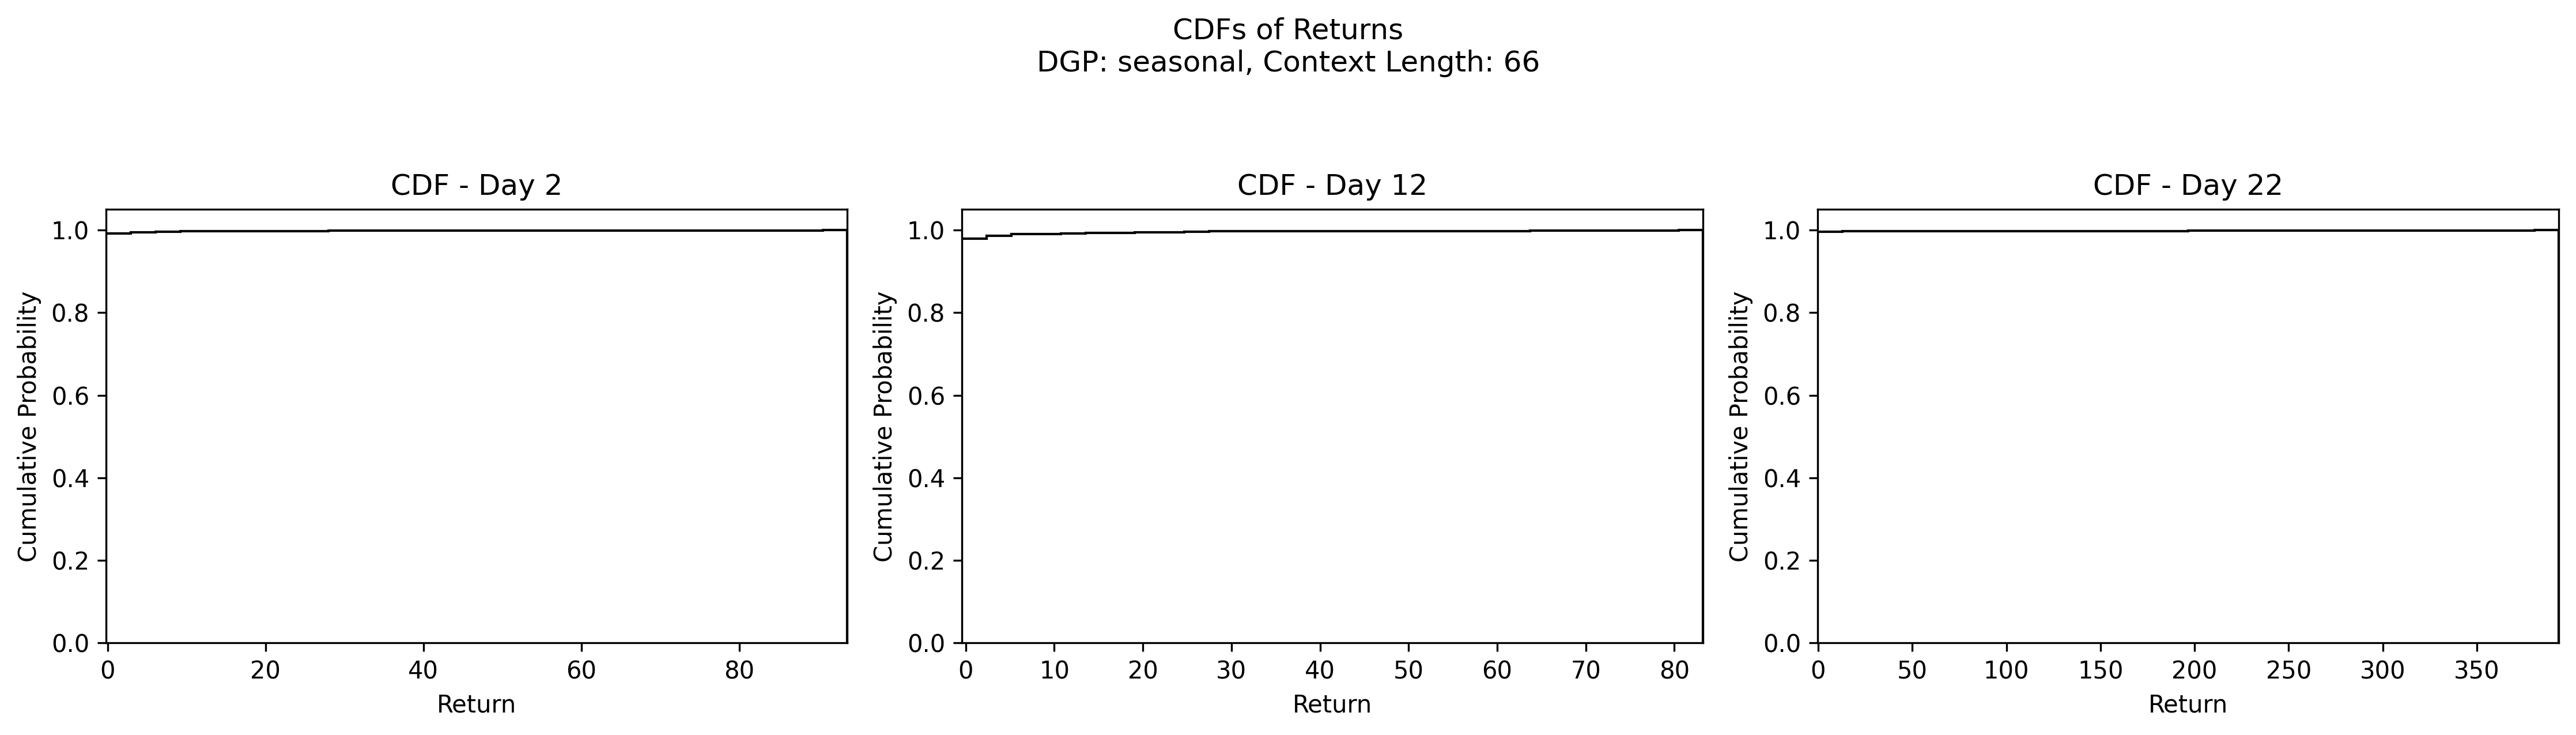 CDFs of Returns
DGP: seasonal, Context Length: 66
CDF - Day 2
1.0
0.8
0.6
0.4
0.2
0.0
Cumulative Probability
0 20 40 60 80
Return
CDF - Day 12
1.0
0.8
0.6
0.4
0.2
0.0
Cumulative Probability
0 10 20 30 40 50 60 70 80
Return
CDF - Day 22
1.0
0.8
0.6
0.4
0.2
0.0
Cumulative Probability
0 50 100 150 200 250 300 350
Return